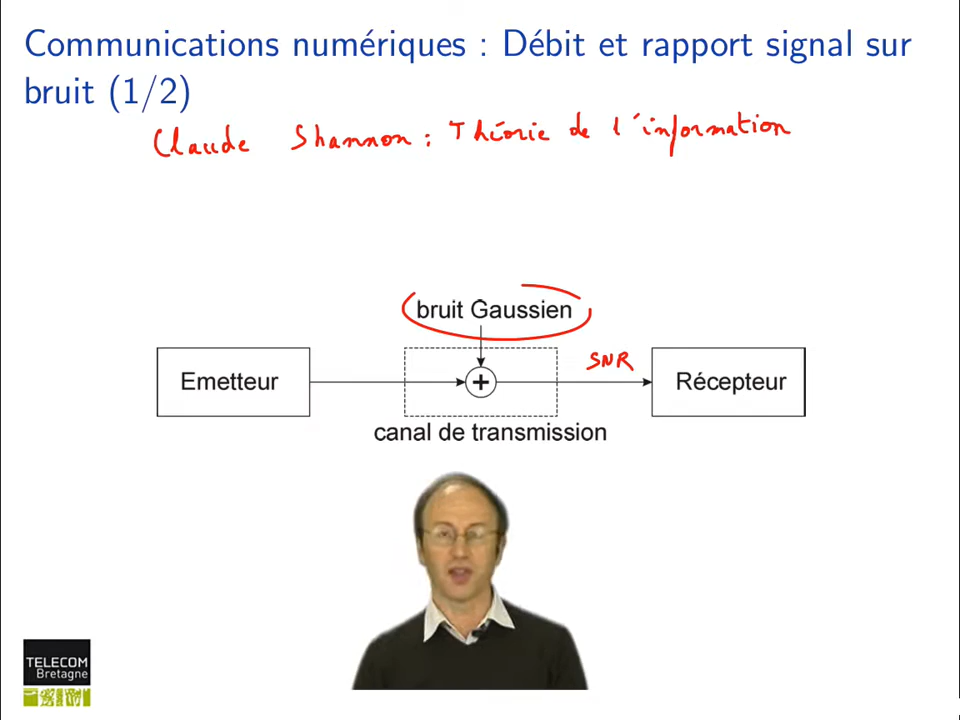 Communications numériques : Débit et rapport signal sur
bruit (1/2)
Claude Shannon : Théorie de l'information
bruit Gaussien
SNR
Emetteur
+
Récepteur
canal de transmission
TELECOM
Bretagne